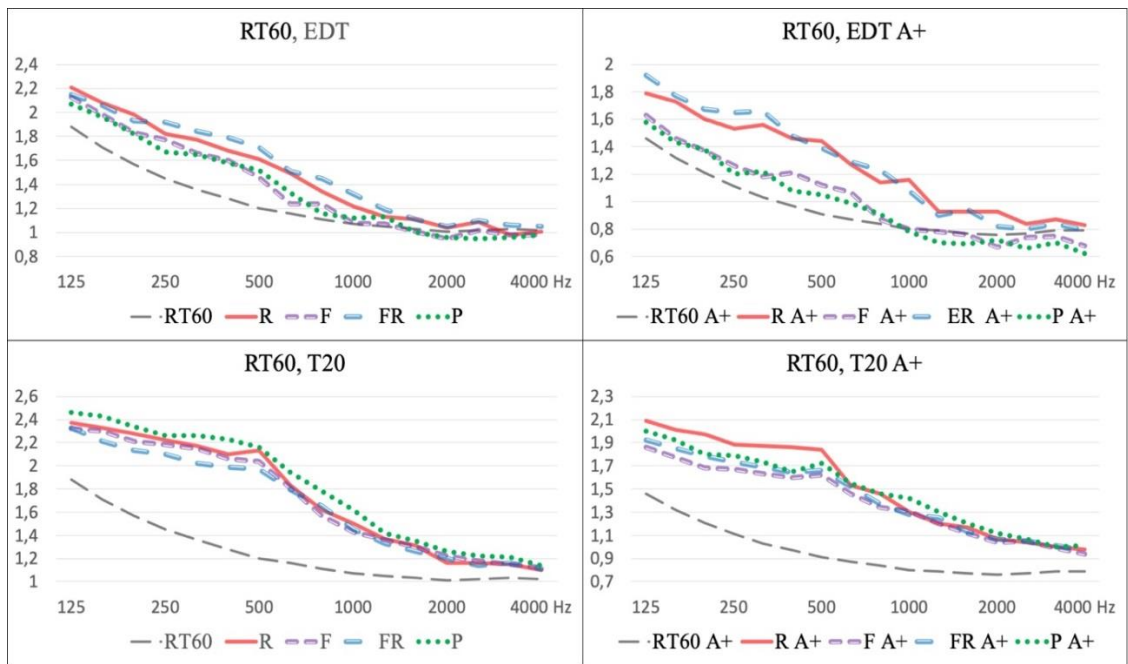 RT60, EDT
2,4
2,2
2
1,8
1,6
1,4
1,2
1
0,8
125 250 500 1000 2000 4000 Hz
RT60 R F FR P
RT60, EDT A+
2
1,8
1,6
1,4
1,2
1
0,8
0,6
125 250 500 1000 2000 4000 Hz
RT60 A+ R A+ F A+ ER A+ P A+
RT60, T20
2,6
2,4
2,2
2
1,8
1,6
1,4
1,2
1
125 250 500 1000 2000 4000 Hz
RT60 R F FR P
RT60, T20 A+
2,3
2,1
1,9
1,7
1,5
1,3
1,1
0,9
0,7
125 250 500 1000 2000 4000 Hz
RT60 A+ R A+ F A+ FR A+ P A+